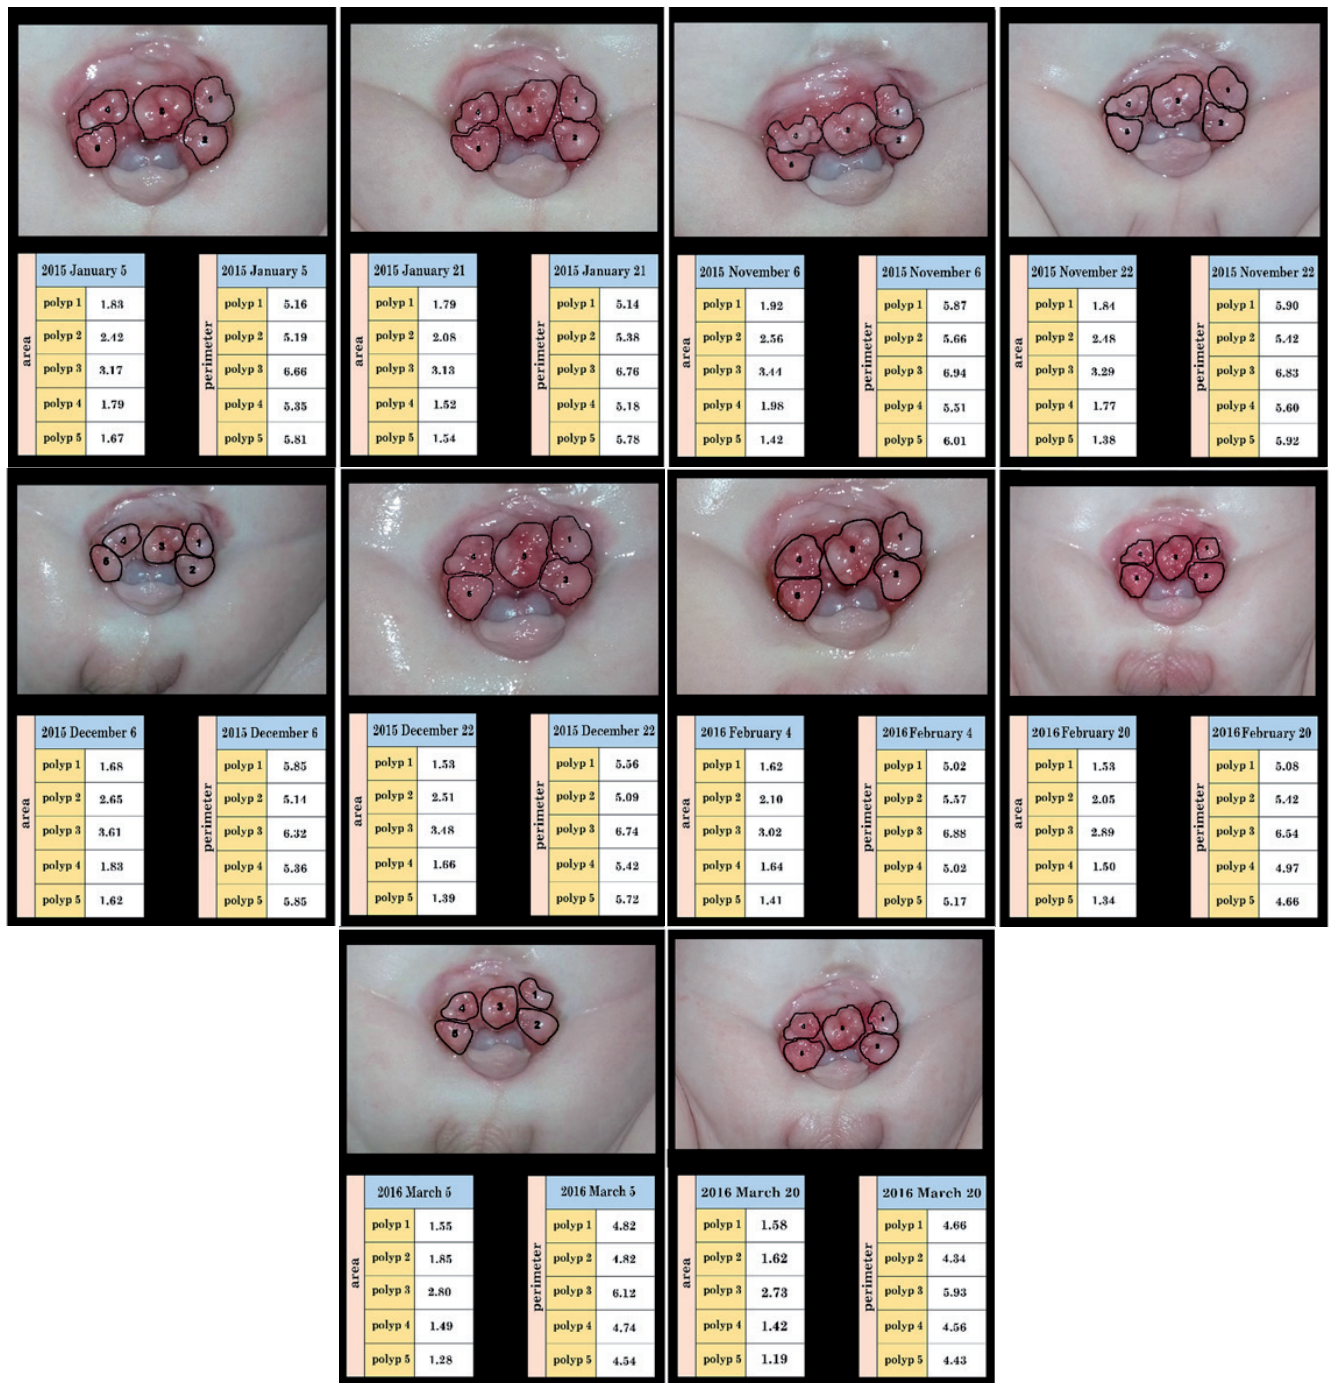 1
4
2
2015 January 5 2015 January 5
area
perimeter
polyp 1 1.83 polyp 1 5.16
polyp 2 2.42 polyp 2 5.19
polyp 3 3.17 polyp 3 6.66
polyp 4 1.79 polyp 4 5.35
polyp 5 1.67 polyp 5 5.81
1
3
2
2015 January 21 2015 January 21
polyp 1 1.79 polyp 1 5.14
polyp 2 2.08 polyp 2 5.38
polyp 3 3.13 polyp 3 6.76
polyp 4 1.52 polyp 4 5.18
polyp 5 1.54 polyp 5 5.78
1
2015 November 6 2015 November 6
area
perimeter
polyp 1 1.92 polyp 1 5.87
polyp 2 2.56 polyp 2 5.66
polyp 3 3.44 polyp 3 6.94
polyp 4 1.98 polyp 4 5.51
polyp 5 1.42 polyp 5 6.01
1
4
2015 November 22 2015 November 22
polyp 1 1.84 polyp 1 5.90
polyp 2 2.48 polyp 2 5.42
polyp 3 3.29 polyp 3 6.83
polyp 4 1.77 polyp 4 5.60
polyp 5 1.38 polyp 5 5.92
4 3 1
5 2
2015 December 6 2015 December 6
area
perimeter
polyp 1 1.68 polyp 1 5.85
polyp 2 2.65 polyp 2 5.14
polyp 3 3.61 polyp 3 6.32
polyp 4 1.83 polyp 4 5.36
polyp 5 1.62 polyp 5 5.85
1
4
2015 December 22 2015 December 22
area
perimeter
polyp 1 1.53 polyp 1 5.56
polyp 2 2.51 polyp 2 5.09
polyp 3 3.48 polyp 3 6.74
polyp 4 1.66 polyp 4 5.42
polyp 5 1.39 polyp 5 5.72
1
4
2016 February 4 2016 February 4
polyp 1 1.62 polyp 1 5.02
polyp 2 2.10 polyp 2 5.57
polyp 3 3.02 polyp 3 6.88
polyp 4 1.64 polyp 4 5.02
polyp 5 1.41 polyp 5 5.17
2016 February 20 2016 February 20
area
perimeter
polyp 1 1.53 polyp 1 5.08
polyp 2 2.05 polyp 2 5.42
polyp 3 2.89 polyp 3 6.54
polyp 4 1.50 polyp 4 4.97
polyp 5 1.34 polyp 5 4.66
4 3 1
5 2
2016 March 5 2016 March 5
area
perimeter
polyp 1 1.55 polyp 1 4.82
polyp 2 1.85 polyp 2 4.82
polyp 3 2.80 polyp 3 6.12
polyp 4 1.49 polyp 4 4.74
polyp 5 1.28 polyp 5 4.54
2016 March 20 2016 March 20
area
perimeter
polyp 1 1.58 polyp 1 4.66
polyp 2 1.62 polyp 2 4.34
polyp 3 2.73 polyp 3 5.93
polyp 4 1.42 polyp 4 4.56
polyp 5 1.19 polyp 5 4.43